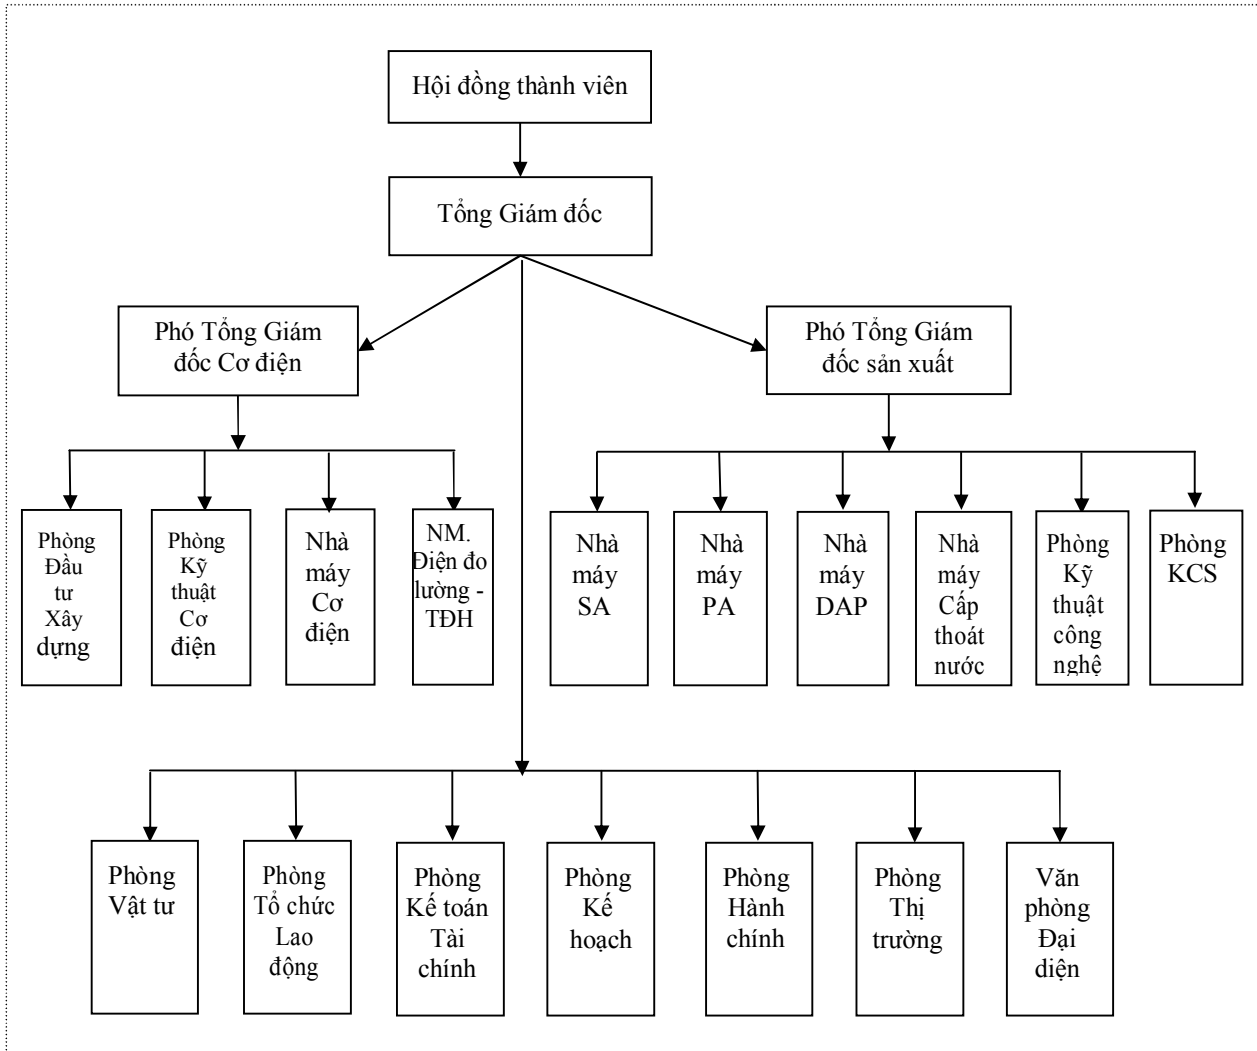 Hội đồng thành viên
Tổng Giám đốc
Phó Tổng Giám
đốc Cơ điện
Phó Tổng Giám
đốc sản xuất
Phòng
Đầu
tư
Xây
dựng
Phòng
Kỹ
thuật
Cơ
điện
Nhà
máy
Cơ
điện
NM.
Điện đo
lường -
TĐH
Nhà
máy
SA
Nhà
máy
PA
Nhà
máy
DAP
Nhà
máy
Cấp
thoát
nước
Phòng
Kỹ
thuật
công
nghệ
Phòng
KCS
Phòng
Vật tư
Phòng
Tổ chức
Lao
động
Phòng
Kế toán
Tài
chính
Phòng
Kế
hoạch
Phòng
Hành
chính
Phòng
Thị
trường
Văn
phòng
Đại
diện